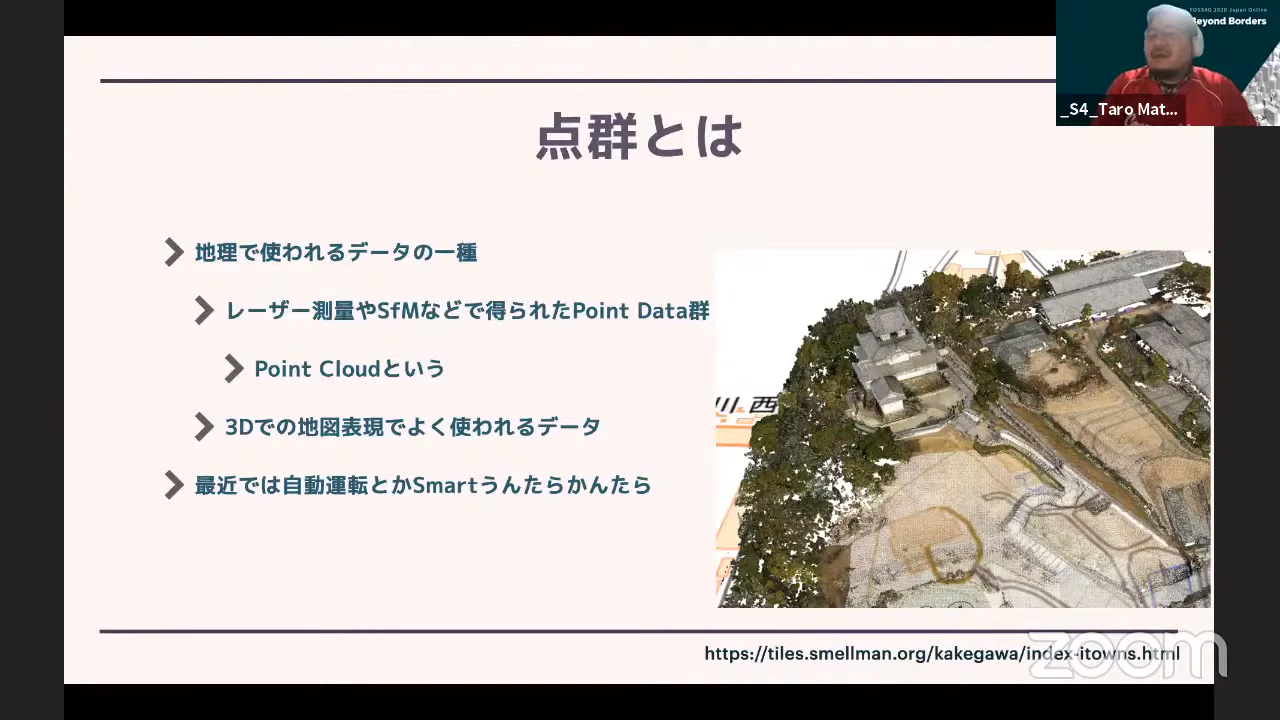 FOSS4G 2020 Japan Online
Beyond Borders
_S4_Taro Mat...
点群とは
地理で使われるデータの一種
レーザー測量やSfMなどで得られたPoint Data群
Point Cloudという
3Dでの地図表現でよく使われるデータ
最近では自動運転とかSmartうんたらかんたら
川 西
https://tiles.smellman.org/kakegawa/index-itowns.html
zoom